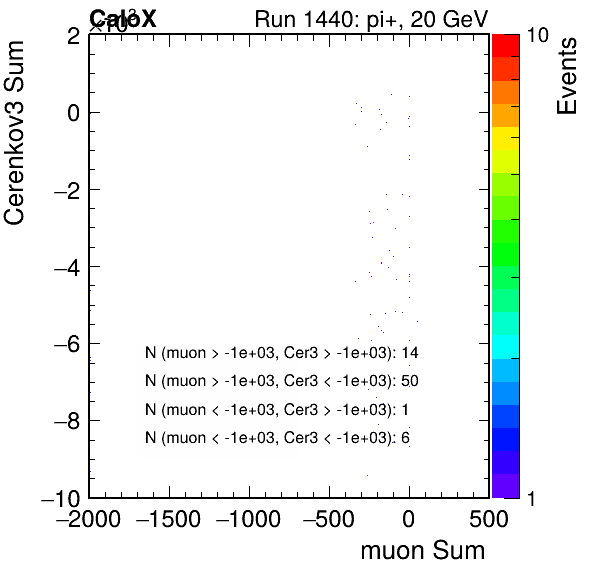 CaloX
×10³
Run 1440: pi+, 20 GeV
Cerenkov3 Sum
2
0
−2
−4
−6
−8
−10
N (muon > -1e+03, Cer3 > -1e+03): 14
N (muon > -1e+03, Cer3 < -1e+03): 50
N (muon < -1e+03, Cer3 > -1e+03): 1
N (muon < -1e+03, Cer3 < -1e+03): 6
−2000 −1500 −1000 −500 0 500
muon Sum
10
1
Events